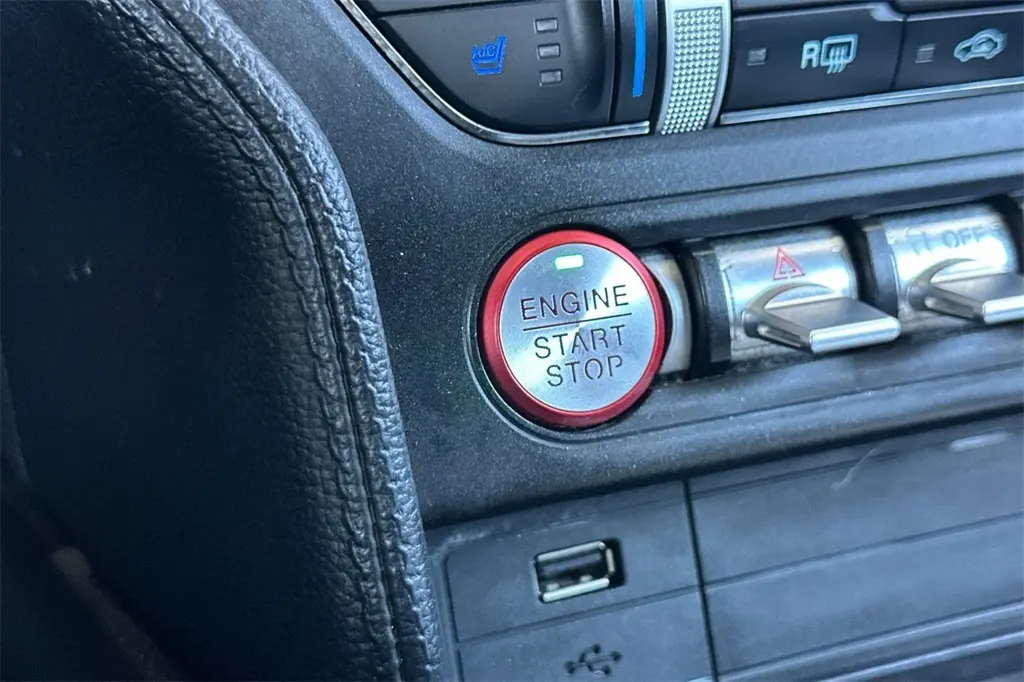 A/C
R
OFF
ENGINE
START
STOP